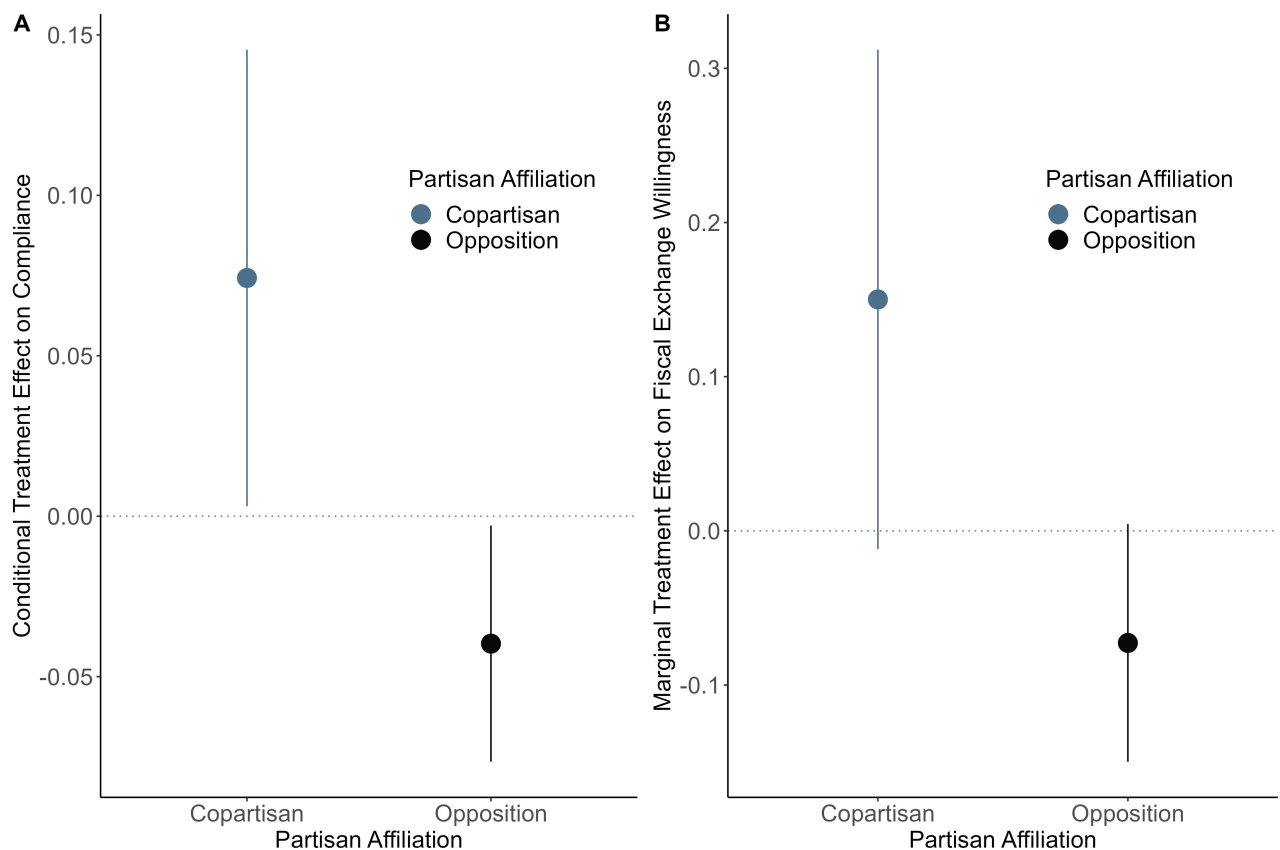 A
Conditional Treatment Effect on Compliance
0.15
0.10
0.05
0.00
-0.05
Partisan Affiliation
Copartisan
Opposition
Copartisan
Opposition
Partisan Affiliation
B
Marginal Treatment Effect on Fiscal Exchange Willingness
0.3
0.2
0.1
0.0
-0.1
Partisan Affiliation
Copartisan
Opposition
Copartisan
Opposition
Partisan Affiliation